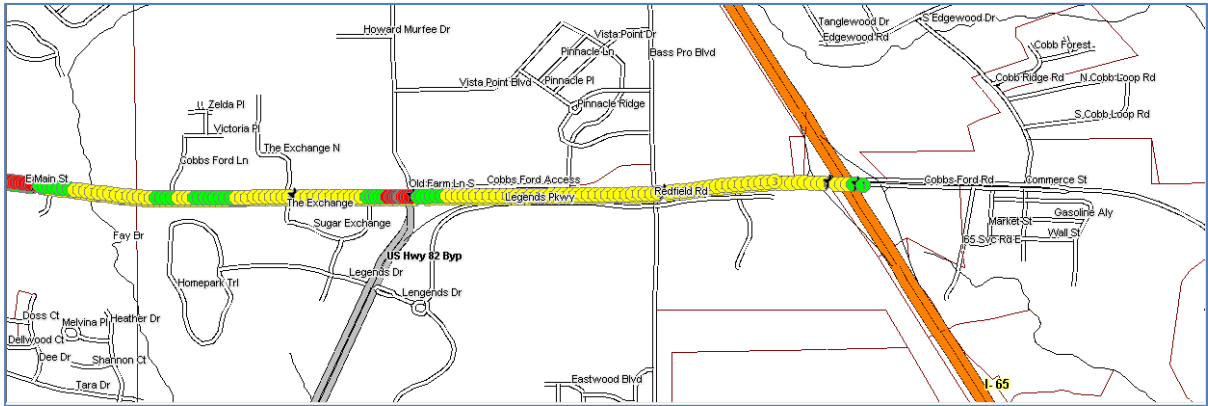 Tanglewood Dr
S Edgewood Dr
Howard Murfee Dr
Vista Point Dr
Edgewood Rd
Pinnacle Ln
Bass Pro Blvd
Cobb Forest
Vista Point Blvd
Pinnacle Pl
Cobb Ridge Rd
N Cobb Loop Rd
Zelda Pl
Pinnacle Ridge
S Cobb Loop Rd
Victoria Pl
The Exchange N
Cobbs Ford Ln
Main St
Old Farm Ln S
Cobbs Ford Access
Redfield Rd
Cobbs Ford Rd
Commerce St
The Exchange
Legends Pkwy
Sugar Exchange
Gasoline Aly
Market St
Fay Br
Wall St
I65 Svc Rd E
US Hwy 82 Byp
Legends Dr
Homepark Trl
Lengends Dr
Doss Ct
Melvina Pl
Heather Dr
Dellwood Ct
Dee Dr
Shannon Ct
Tara Dr
Eastwood Blvd
I- 65